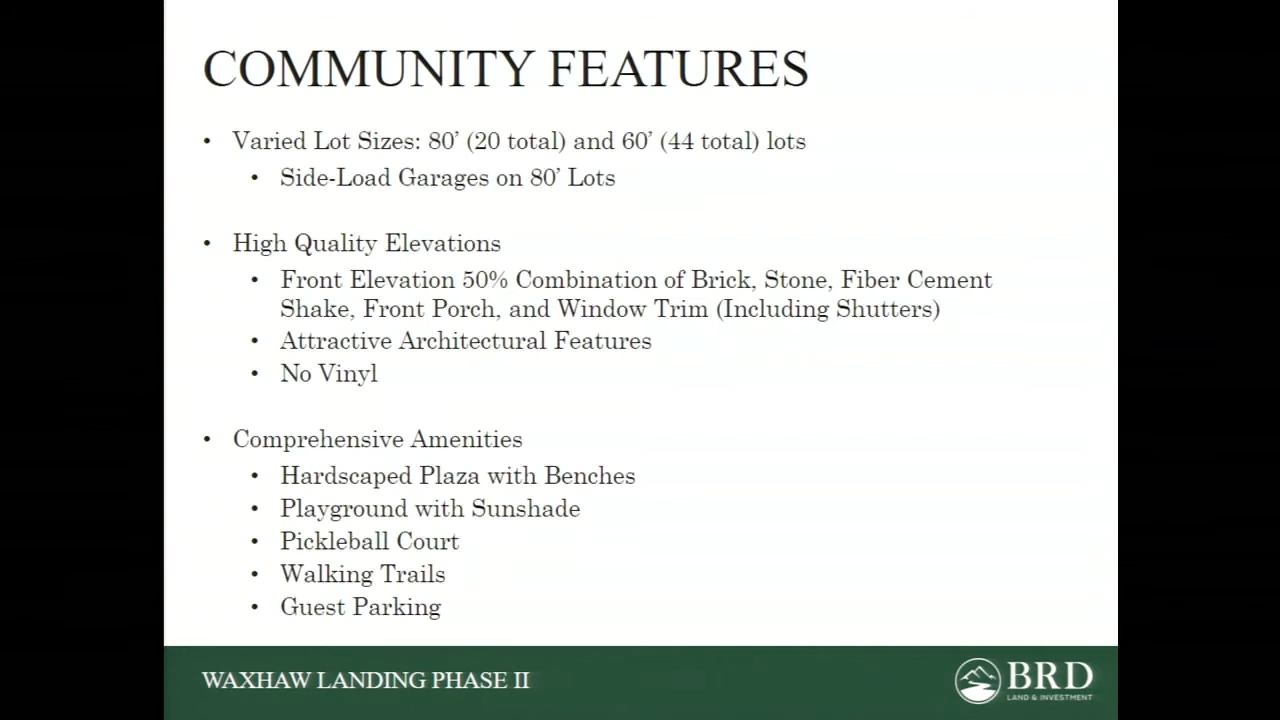 COMMUNITY FEATURES
• Varied Lot Sizes: 80’ (20 total) and 60’ (44 total) lots
• Side-Load Garages on 80’ Lots
• High Quality Elevations
• Front Elevation 50% Combination of Brick, Stone, Fiber Cement
Shake, Front Porch, and Window Trim (Including Shutters)
• Attractive Architectural Features
• No Vinyl
• Comprehensive Amenities
• Hardscaped Plaza with Benches
• Playground with Sunshade
• Pickleball Court
• Walking Trails
• Guest Parking
WAXHAW LANDING PHASE II
BRD
LAND & INVESTMENT